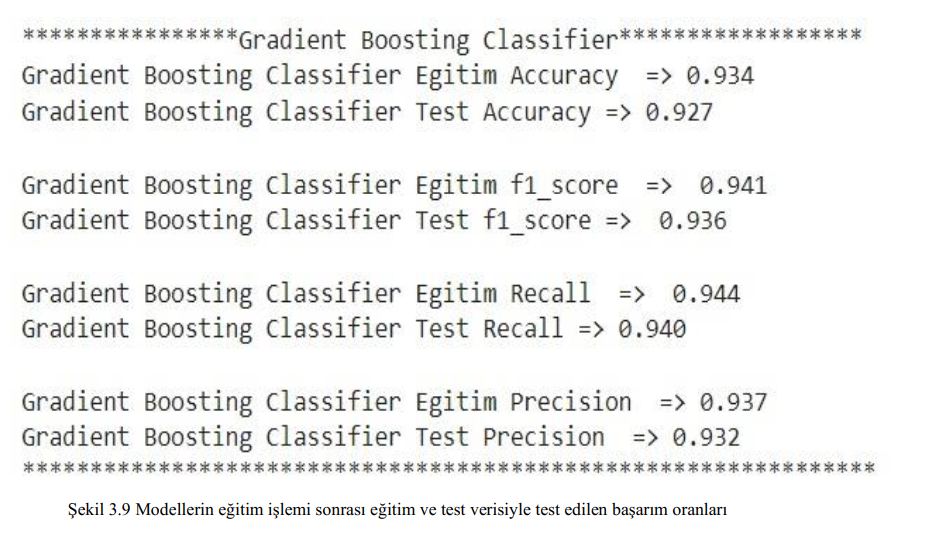 ****************Gradient Boosting Classifier******************
Gradient Boosting Classifier Egitim Accuracy => 0.934
Gradient Boosting Classifier Test Accuracy => 0.927
Gradient Boosting Classifier Egitim f1_score => 0.941
Gradient Boosting Classifier Test f1_score => 0.936
Gradient Boosting Classifier Egitim Recall => 0.944
Gradient Boosting Classifier Test Recall => 0.940
Gradient Boosting Classifier Egitim Precision => 0.937
Gradient Boosting Classifier Test Precision => 0.932
***************************************************************
Şekil 3.9 Modellerin eğitim işlemi sonrası eğitim ve test verisiyle test edilen başarım oranları